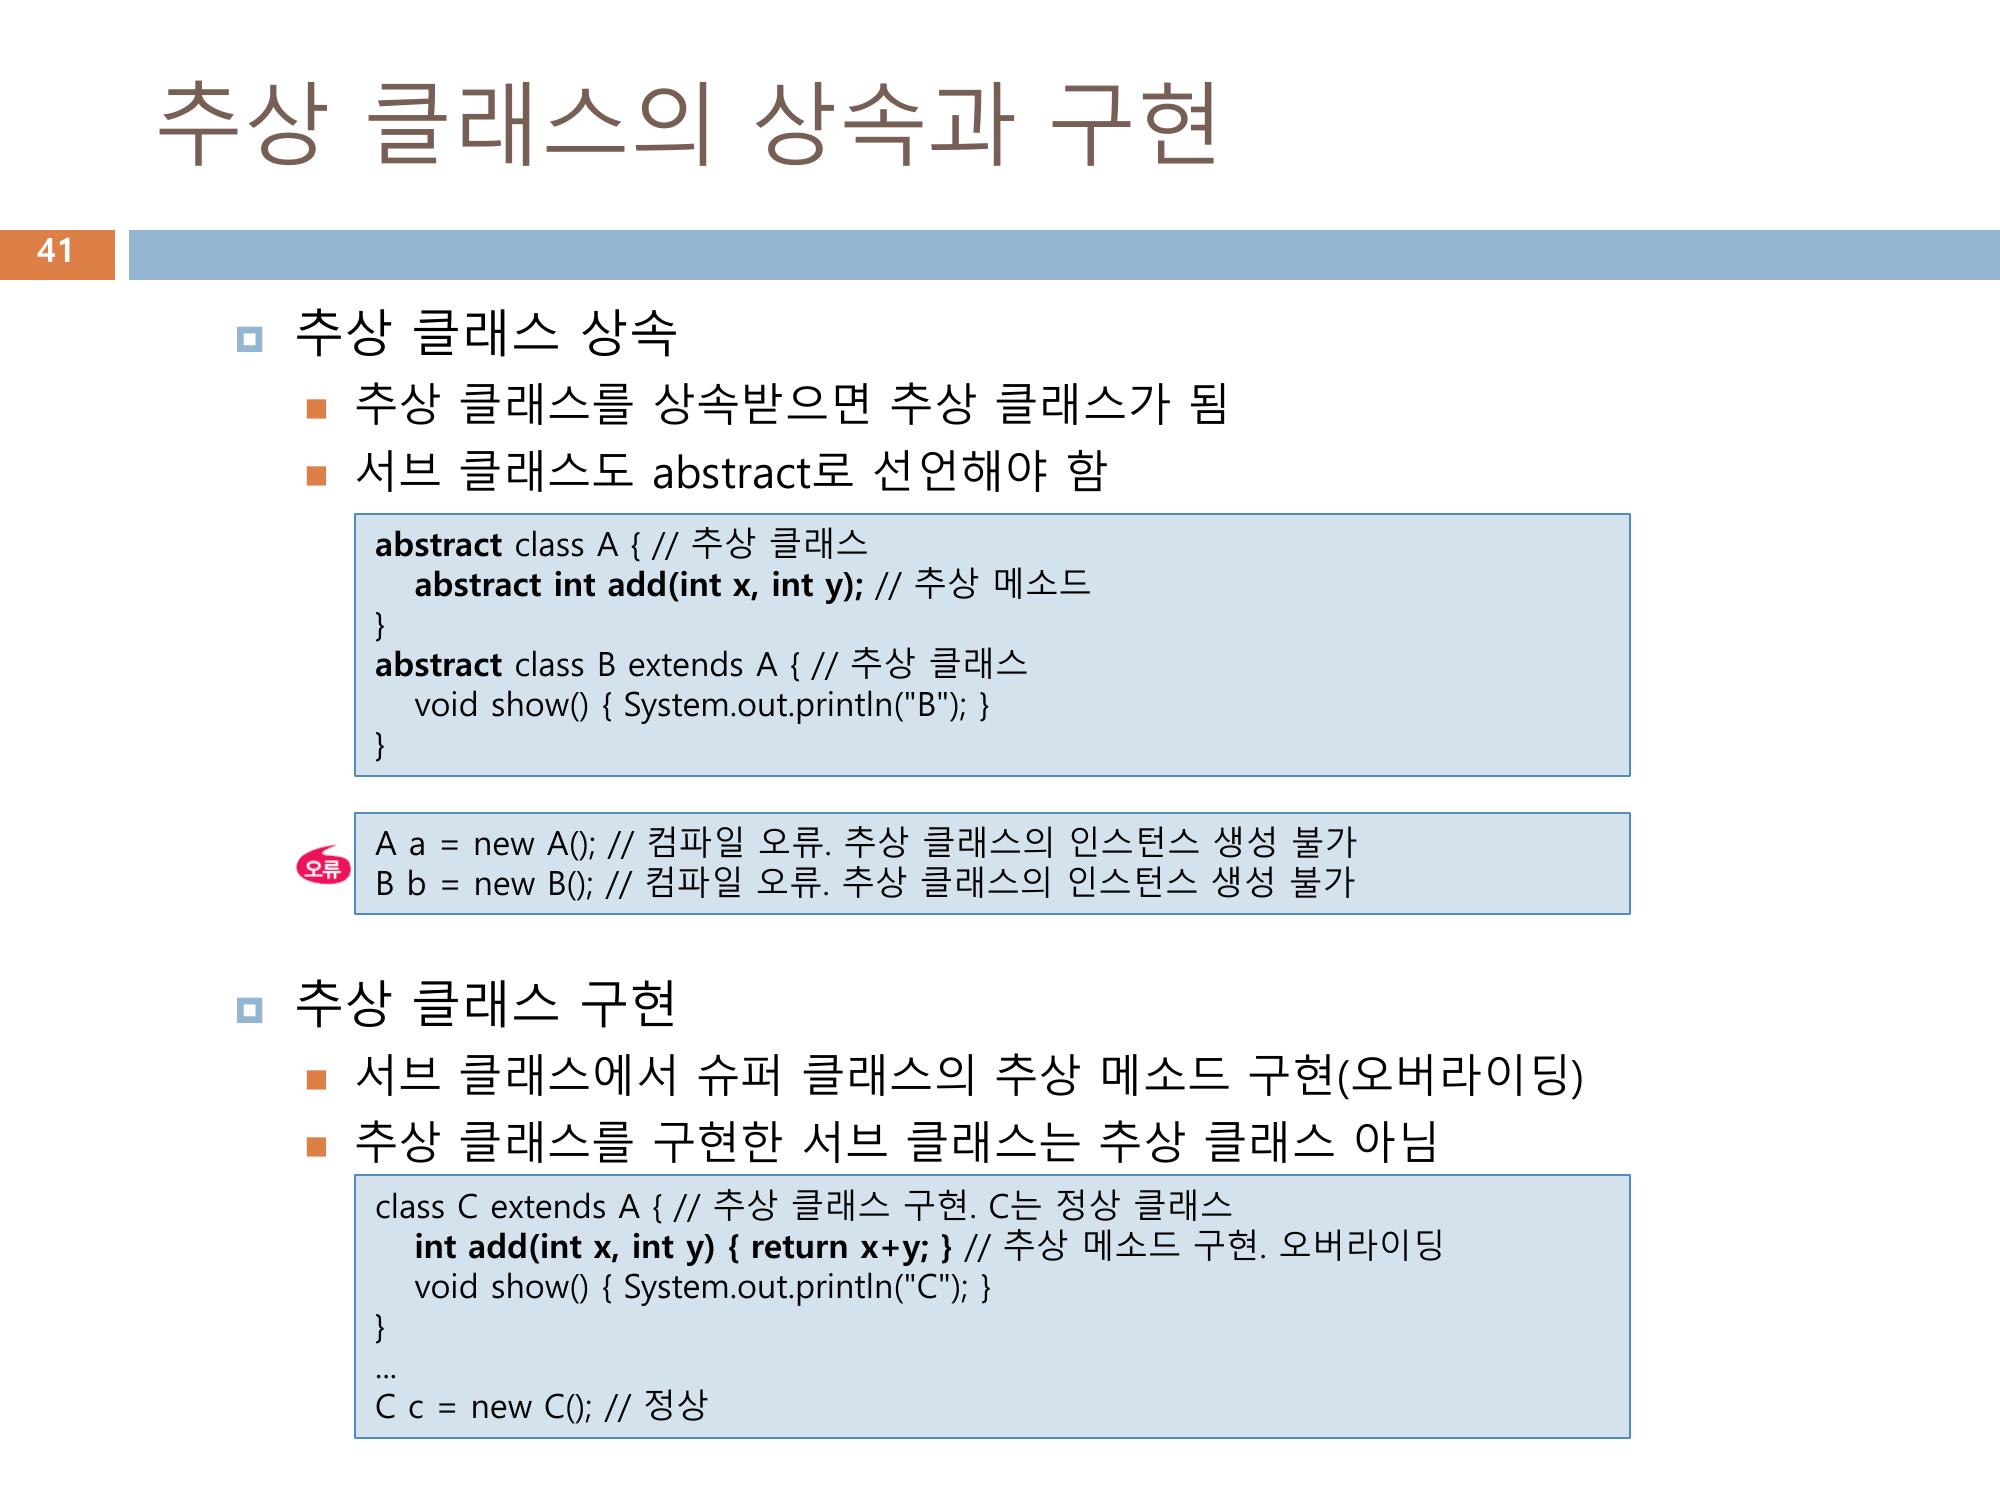 추상 클래스의 상속과 구현
41
추상 클래스 상속
추상 클래스를 상속받으면 추상 클래스가 됨
서브 클래스도 abstract로 선언해야 함
abstract class A { // 추상 클래스
abstract int add(int x, int y); // 추상 메소드
}
abstract class B extends A { // 추상 클래스
void show() { System.out.println("B"); }
}
오류
A a = new A(); // 컴파일 오류. 추상 클래스의 인스턴스 생성 불가
B b = new B(); // 컴파일 오류. 추상 클래스의 인스턴스 생성 불가
추상 클래스 구현
서브 클래스에서 슈퍼 클래스의 추상 메소드 구현(오버라이딩)
추상 클래스를 구현한 서브 클래스는 추상 클래스 아님
class C extends A { // 추상 클래스 구현. C는 정상 클래스
int add(int x, int y) { return x+y; } // 추상 메소드 구현. 오버라이딩
void show() { System.out.println("C"); }
}
...
C c = new C(); // 정상